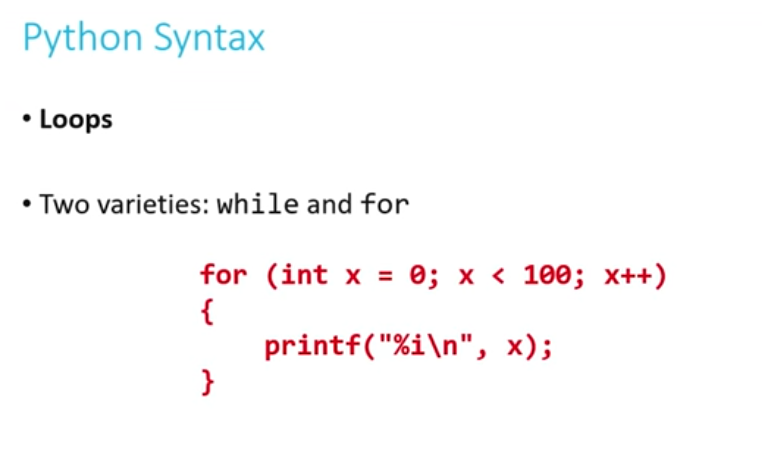 Python Syntax
• Loops
• Two varieties: while and for
for (int x = 0; x < 100; x++)
{
    printf("%i\n", x);
}